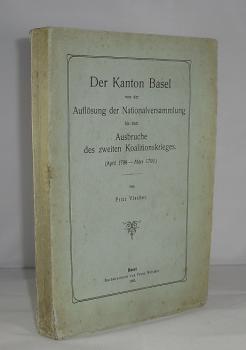 Der Kanton Basel
von der
Auflösung der Nationalversammlung
bis zum
Ausbruche
des zweiten Koalitionskrieges.
(April 1798 — März 1799.)
von
Fritz Vischer
Basel